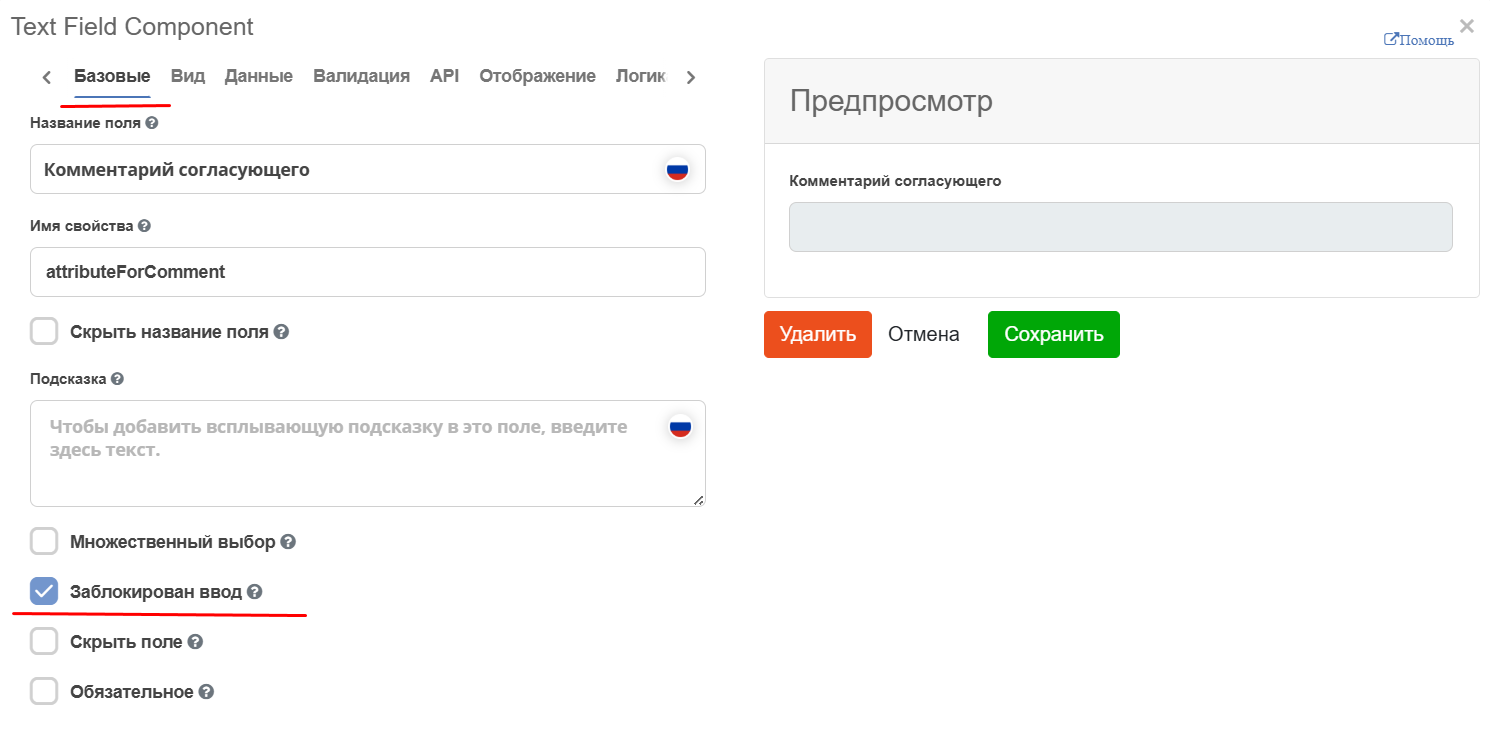 Text Field Component
Помощь
Базовые Вид Данные Валидация API Отображение Логик
Название поля
Комментарий согласующего
Имя свойства
attributeForComment
Скрыть название поля
Подсказка
Чтобы добавить всплывающую подсказку в это поле, введите
здесь текст.
Множественный выбор
Заблокирован ввод
Скрыть поле
Обязательное
Предпросмотр
Комментарий согласующего
Удалить Отмена Сохранить